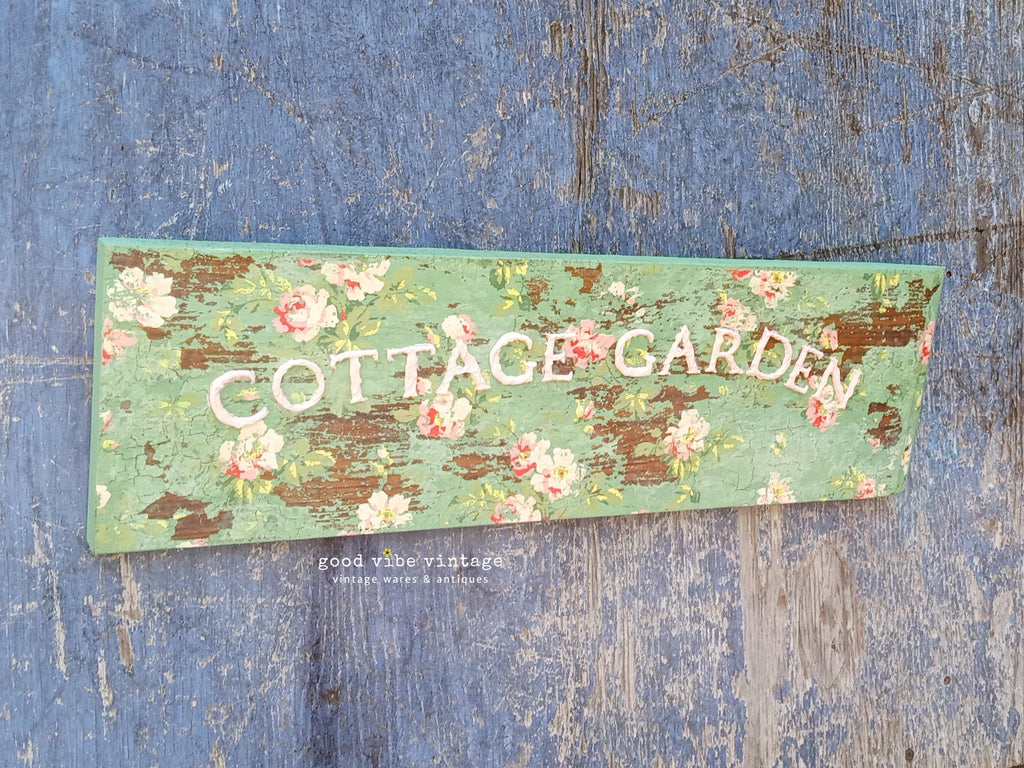 COTTAGE GARDEN
good vibe vintage
vintage wares & antiques